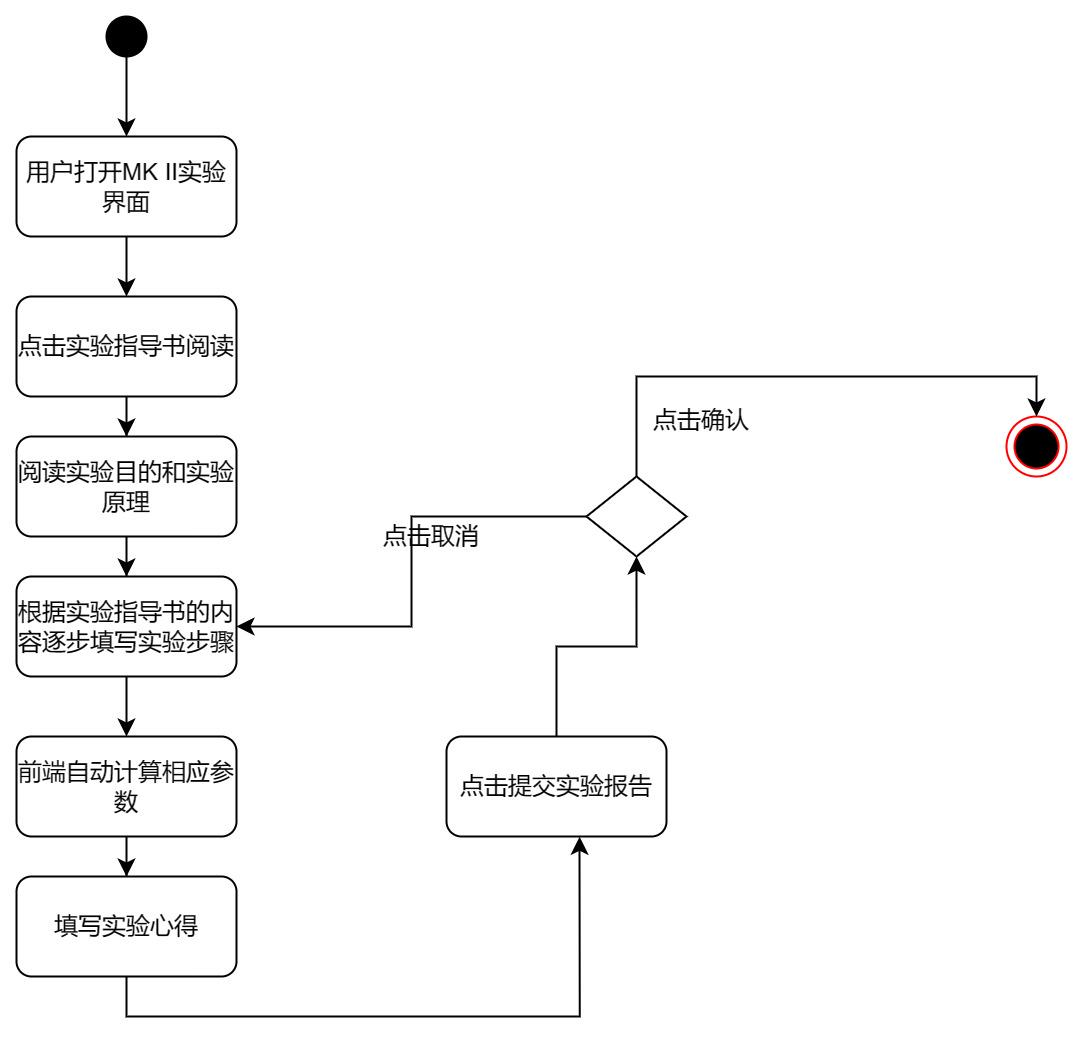 用户打开MK II实验
界面
点击实验指导书阅读
阅读实验目的和实验
原理
根据实验指导书的内
容逐步填写实验步骤
前端自动计算相应参
数
填写实验心得
点击提交实验报告
点击取消
点击确认